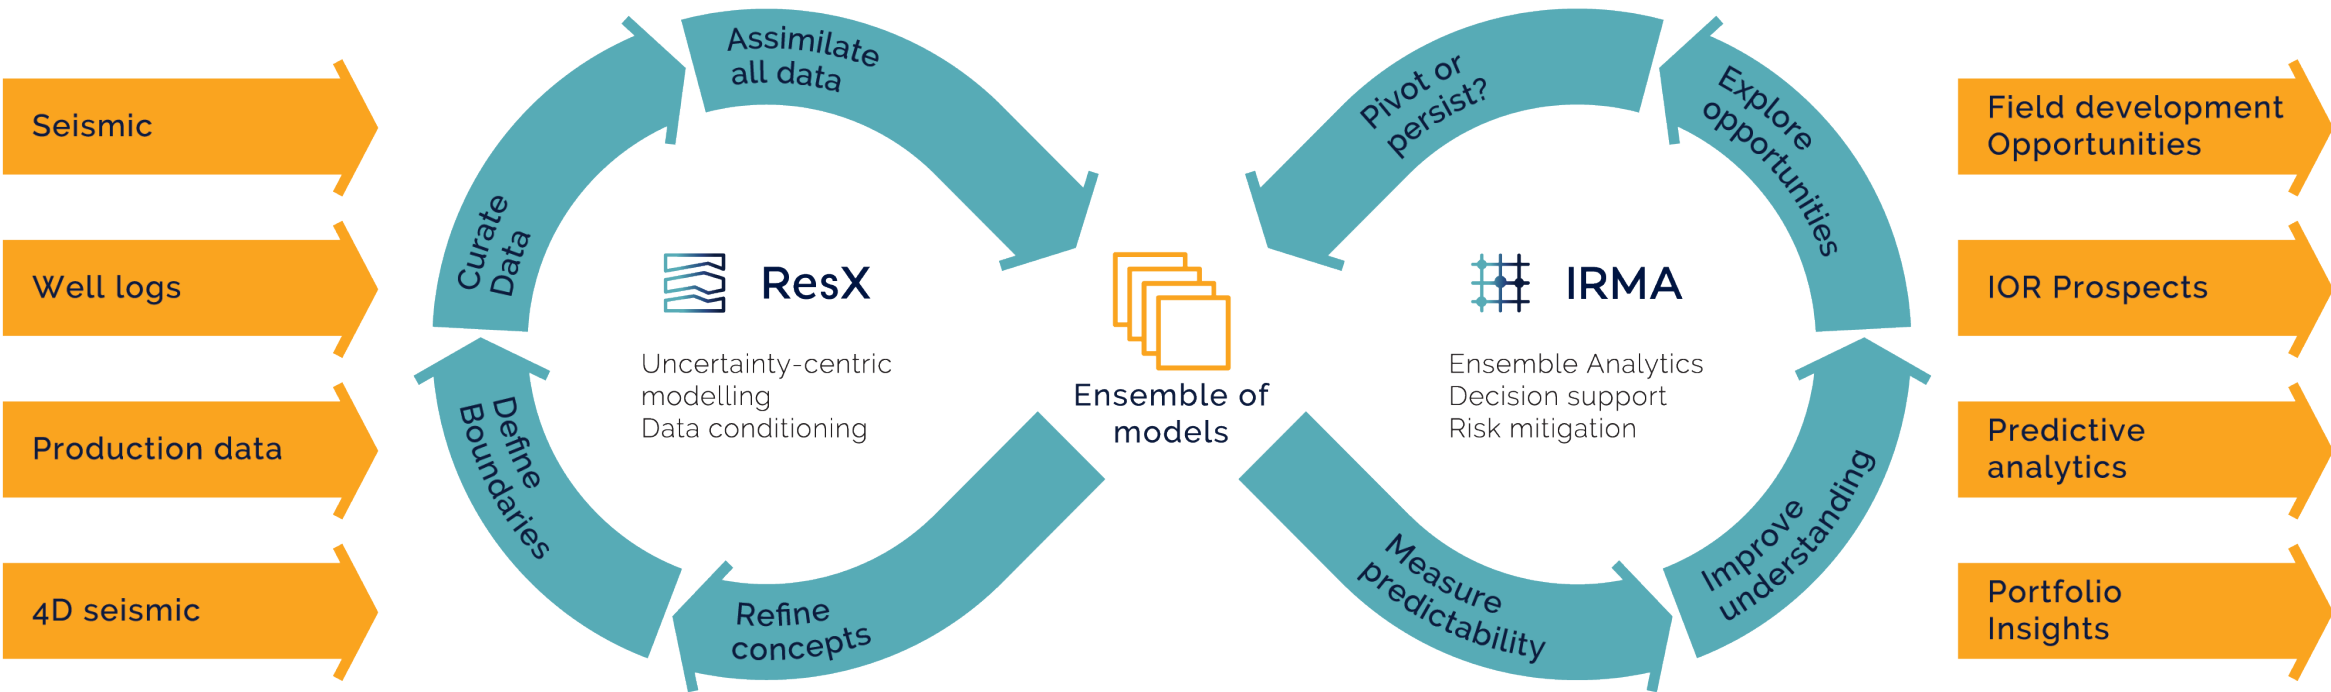 Seismic
Well logs
Production data
4D seismic
Assimilate
all data
Curate
Data
Define
Boundaries
Refine
concepts
ResX
Uncertainty-centric
modelling
Data conditioning
Ensemble of
models
Pivot or
persist?
Explore
opportunities
IRMA
Ensemble Analytics
Decision support
Risk mitigation
Measure
predictability
Improve
understanding
Field development
Opportunities
IOR Prospects
Predictive
analytics
Portfolio
Insights